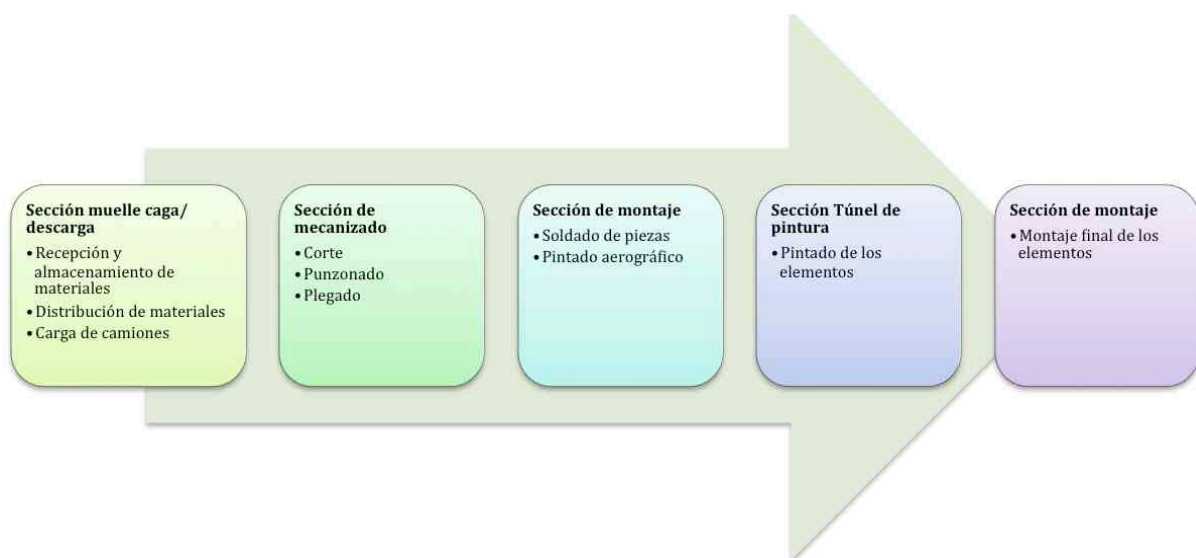 Sección muelle caga/
descarga
• Recepción y
almacenamiento de
materiales
• Distribución de materiales
• Carga de camiones
Sección de
mecanizado
• Corte
• Punzonado
• Plegado
Sección de montaje
• Soldado de piezas
• Pintado aerográfico
Sección Túnel de
pintura
• Pintado de los
elementos
Sección de montaje
• Montaje final de los
elementos